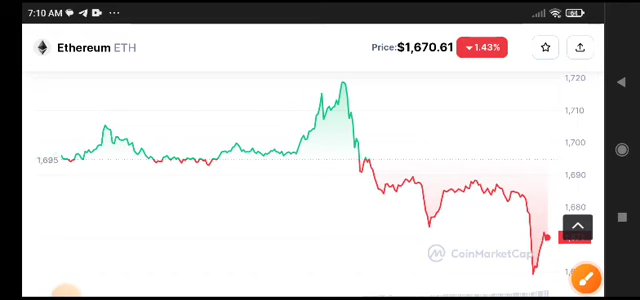 7:10 AM
Ethereum ETH
Price:$1,670.61 1.43%
1,720
1,710
1,700
1,695
1,690
1,680
CoinMarketCap